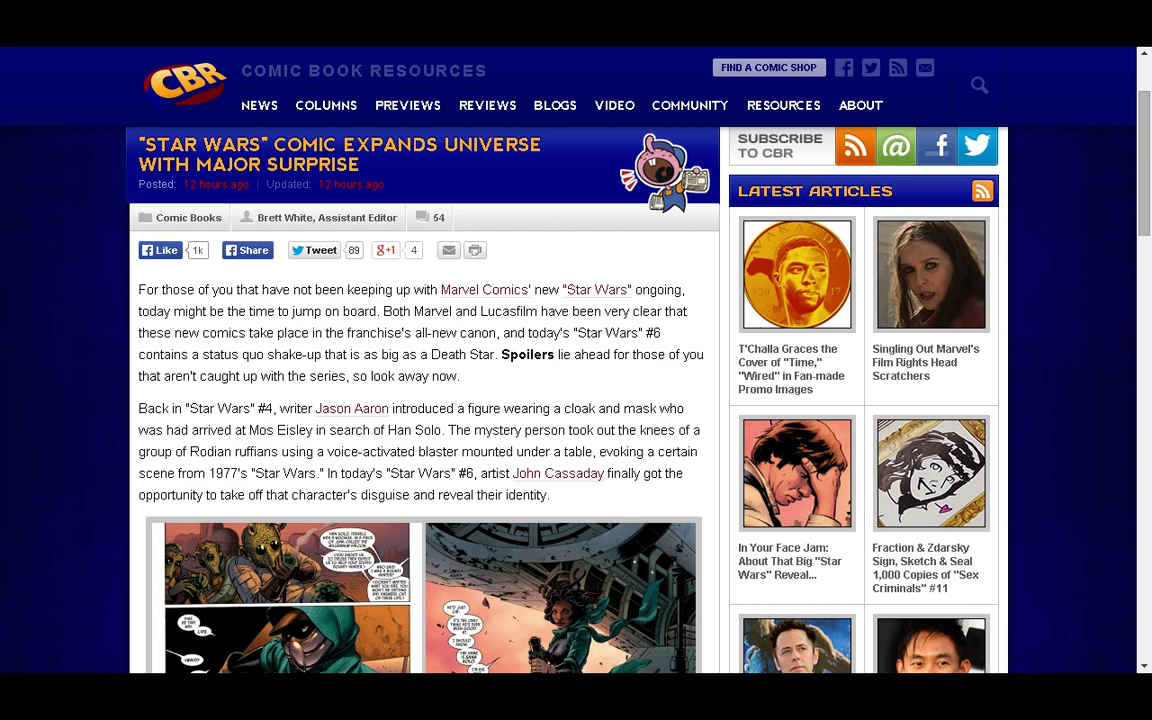 CBR
COMIC BOOK RESOURCES
FIND A COMIC SHOP
NEWS COLUMNS PREVIEWS REVIEWS BLOGS VIDEO COMMUNITY RESOURCES ABOUT
"STAR WARS" COMIC EXPANDS UNIVERSE
WITH MAJOR SURPRISE
Posted: 12 hours ago | Updated: 12 hours ago
Comic Books
Brett White, Assistant Editor
54
Like 1k
Share
Tweet 89
g+1 4
For those of you that have not been keeping up with Marvel Comics' new "Star Wars" ongoing,
today might be the time to jump on board. Both Marvel and Lucasfilm have been very clear that
these new comics take place in the franchise's all-new canon, and today's "Star Wars" #6
contains a status quo shake-up that is as big as a Death Star. Spoilers lie ahead for those of you
that aren't caught up with the series, so look away now.
Back in "Star Wars" #4, writer Jason Aaron introduced a figure wearing a cloak and mask who
was had arrived at Mos Eisley in search of Han Solo. The mystery person took out the knees of a
group of Rodian ruffians using a voice-activated blaster mounted under a table, evoking a certain
scene from 1977's "Star Wars." In today's "Star Wars" #6, artist John Cassaday finally got the
opportunity to take off that character's disguise and reveal their identity.
SUBSCRIBE
TO CBR
LATEST ARTICLES
T'Challa Graces the
Cover of "Time,"
"Wired" in Fan-made
Promo Images
Singling Out Marvel's
Film Rights Head
Scratchers
In Your Face Jam:
About That Big "Star
Wars" Reveal...
Fraction & Zdarsky
Sign, Sketch & Seal
1,000 Copies of "Sex
Criminals" #11